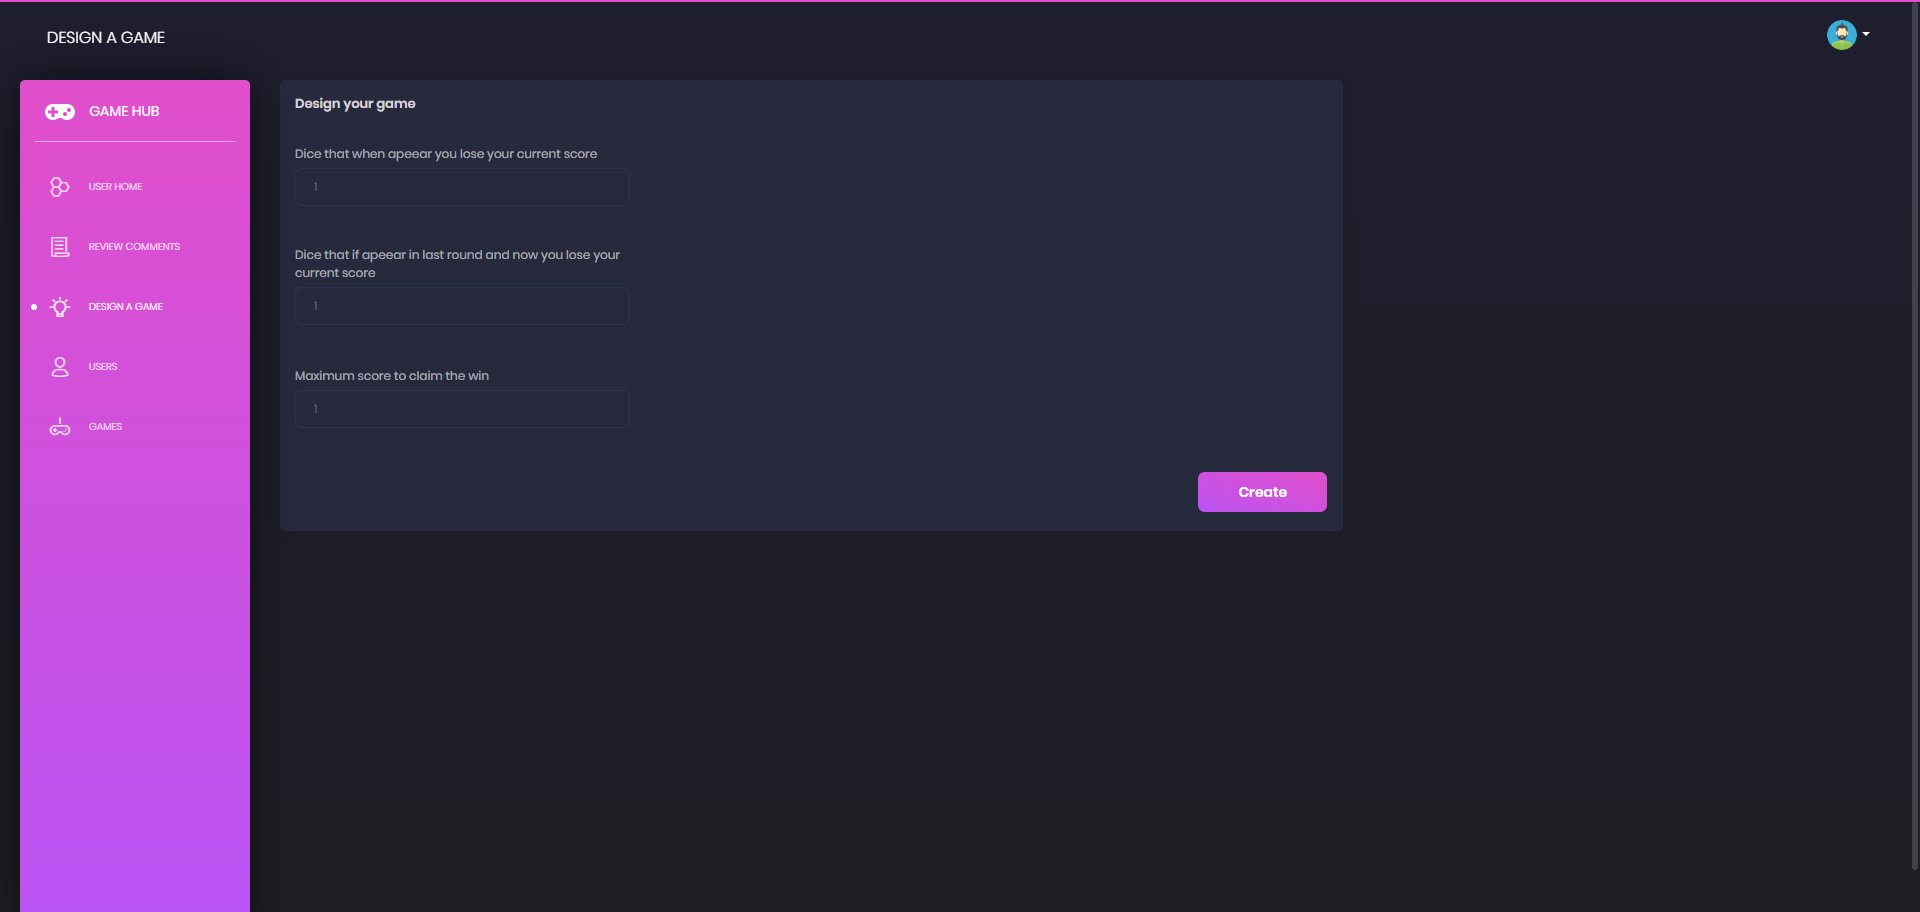 DESIGN A GAME
GAME HUB
USER HOME
REVIEW COMMENTS
DESIGN A GAME
USERS
GAMES
Design your game
Dice that when apeear you lose your current score
1
Dice that if apeear in last round and now you lose your
current score
1
Maximum score to claim the win
1
Create